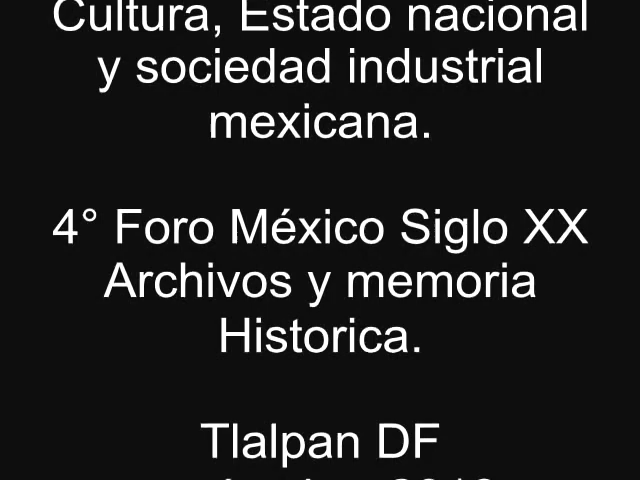 Cultura, Estado nacional
y sociedad industrial
mexicana.
4° Foro México Siglo XX
Archivos y memoria
Historica.
Tlalpan DF